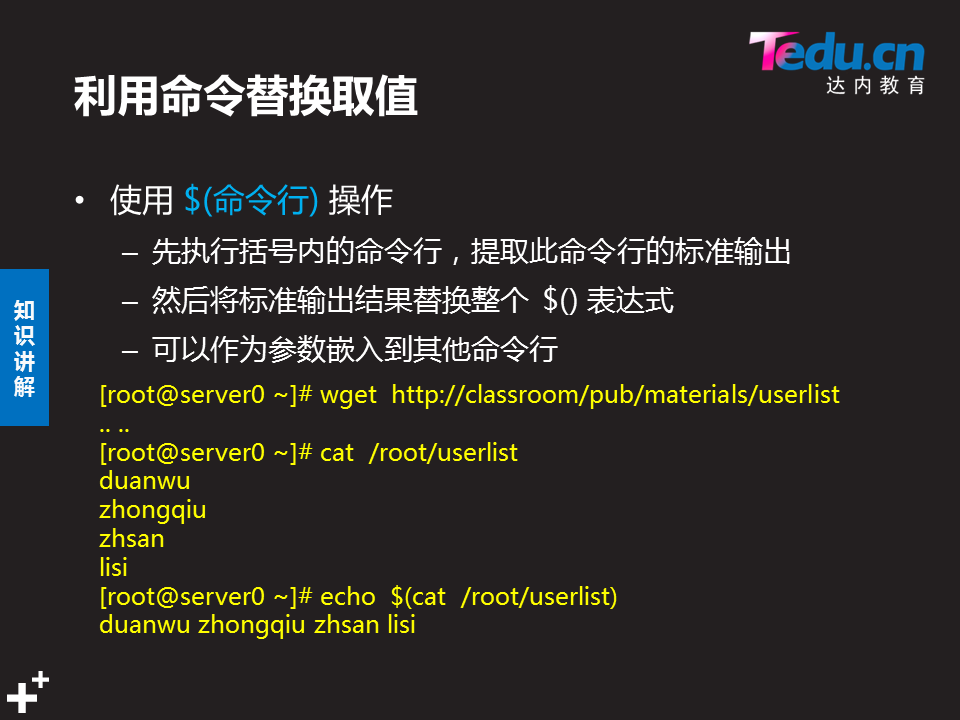 Tedu.cn
达内教育
利用命令替换取值
• 使用 $(命令行) 操作
– 先执行括号内的命令行，提取此命令行的标准输出
– 然后将标准输出结果替换整个 $() 表达式
– 可以作为参数嵌入到其他命令行
知识讲解
[root@server0 ~]# wget  http://classroom/pub/materials/userlist
.. ..
[root@server0 ~]# cat  /root/userlist
duanwu
zhongqiu
zhsan
lisi
[root@server0 ~]# echo  $(cat  /root/userlist)
duanwu zhongqiu zhsan lisi